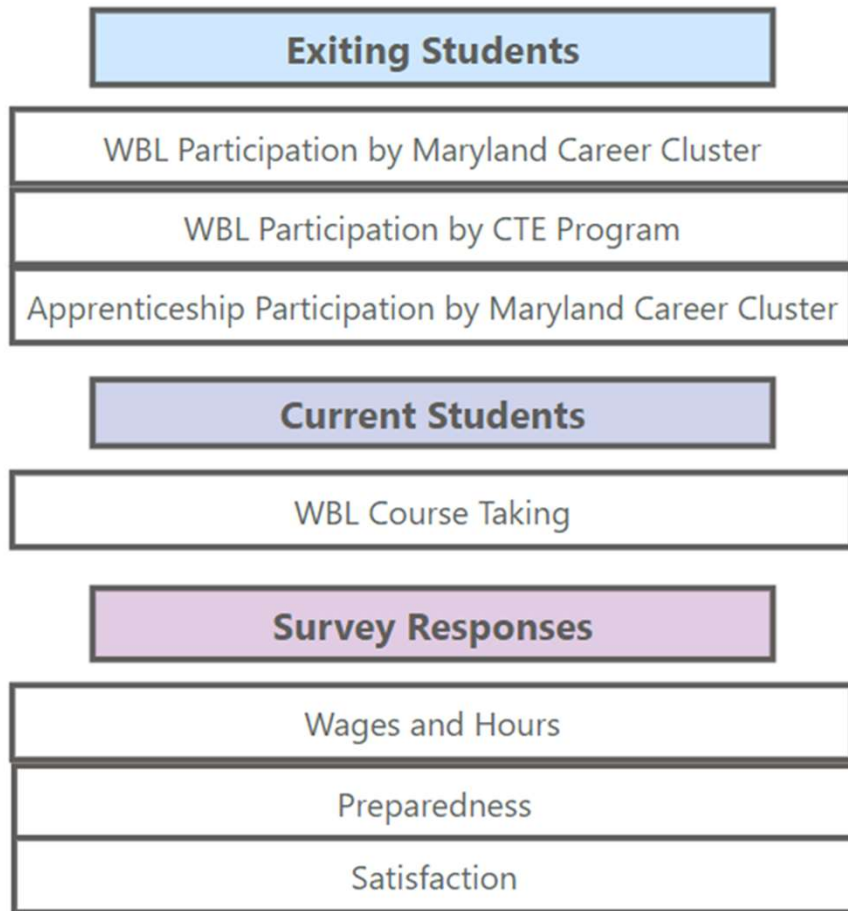 Exiting Students
WBL Participation by Maryland Career Cluster
WBL Participation by CTE Program
Apprenticeship Participation by Maryland Career Cluster
Current Students
WBL Course Taking
Survey Responses
Wages and Hours
Preparedness
Satisfaction